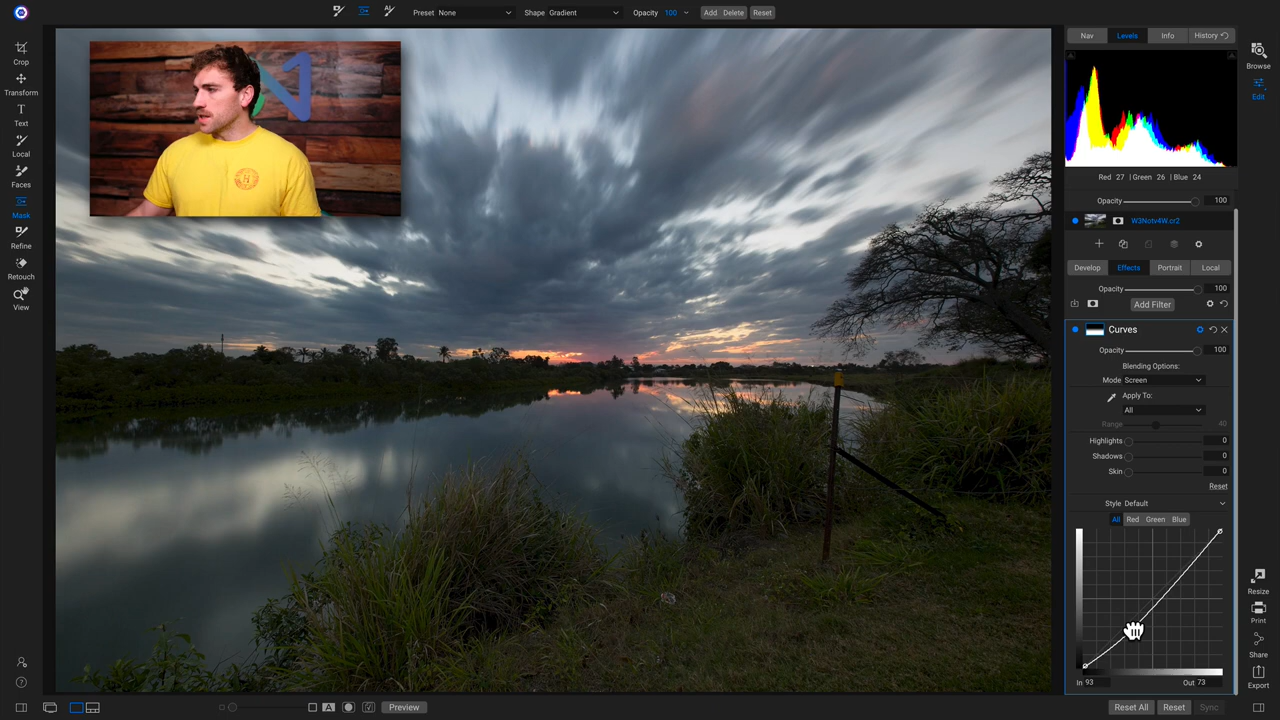 Preset None Shape Gradient Opacity 100 Add Delete Reset
Crop
Transform
Text
Local
Faces
Mask
Refine
Retouch
View
Nav Levels Info History
Red 27 | Green 26 | Blue 24
Opacity 100
W3Notv4W.cr2
Develop Effects Portrait Local
Opacity 100
Add Filter
Curves
Opacity 100
Blending Options:
Mode Screen
Apply To:
All
Range 40
Highlights 0
Shadows 0
Skin 0
Reset
Style Default
All Red Green Blue
In 93 Out 73
Browse
Edit
Resize
Print
Share
Export
A Preview Reset All Reset Sync